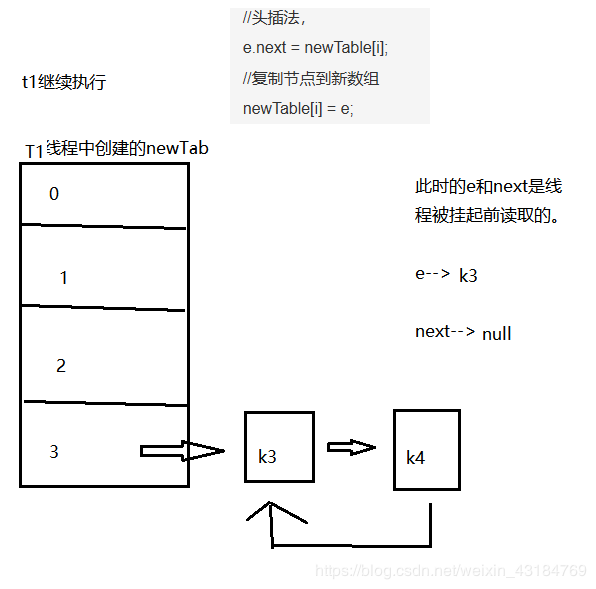 //头插法，
e.next = newTable[i];
//复制节点到新数组
newTable[i] = e;
t1继续执行
T1线程中创建的newTab
0
1
2
3
k3
k4
此时的e和next是线
程被挂起前读取的。
e--> k3
next--> null
https://blog.csdn.net/weixin_43184769